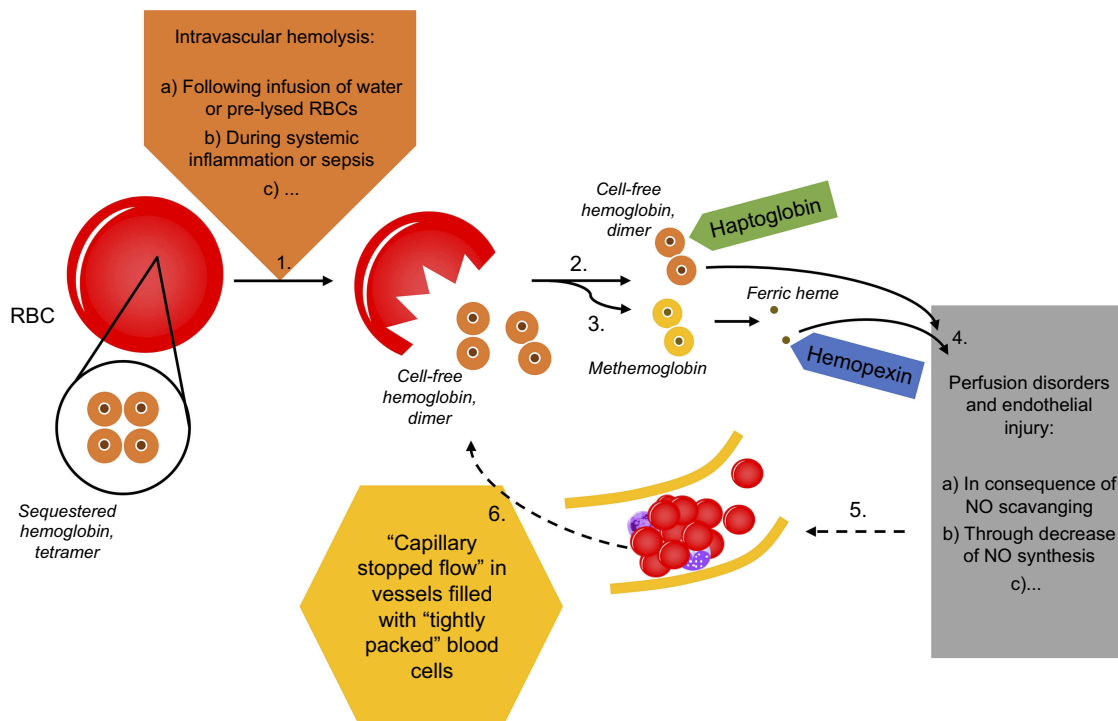 Intravascular hemolysis:
a) Following infusion of water
or pre-lysed RBCs
b) During systemic
inflammation or sepsis
c) ...
1.
RBC
Sequestered
hemoglobin,
tetramer
Cell-free
hemoglobin,
dimer
2.
3.
Cell-free
hemoglobin,
dimer
Haptoglobin
Methemoglobin
Ferric heme
Hemopexin
4.
Perfusion disorders
and endothelial
injury:
a) In consequence of
NO scavanging
b) Through decrease
of NO synthesis
c)...
5.
6.
“Capillary
stopped flow” in
vessels filled
with “tightly
packed” blood
cells